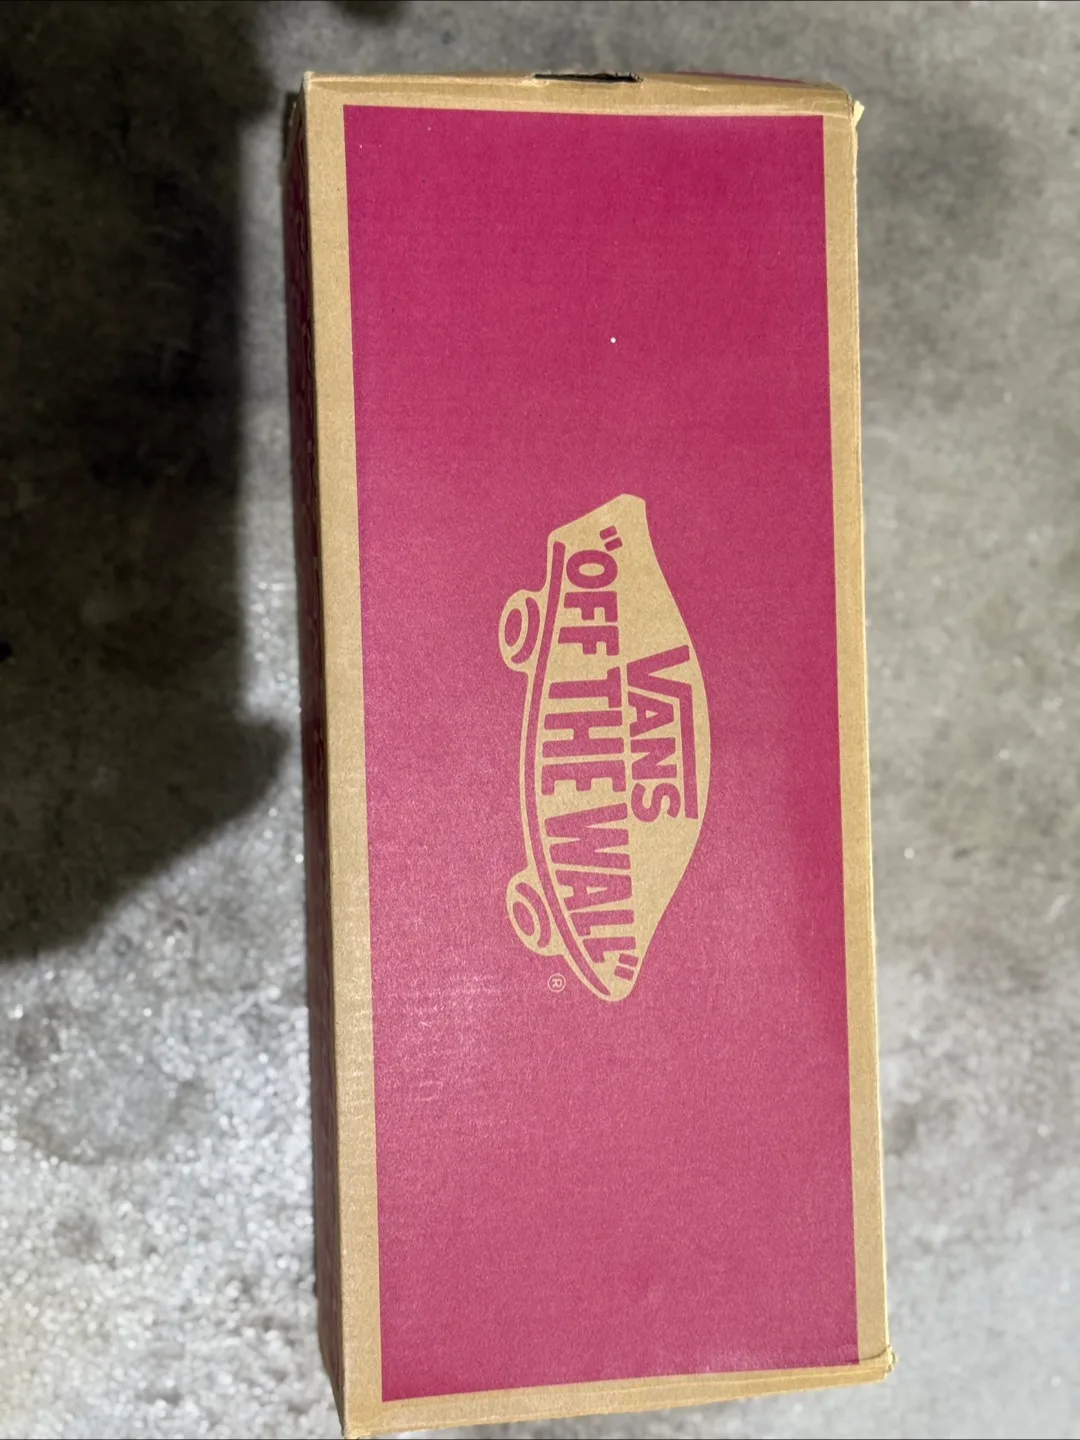 VANS
"OFF THE WALL"
®